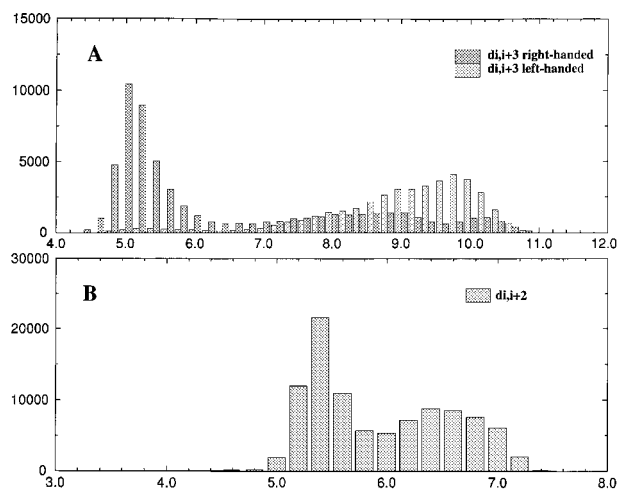 15000
A
di,i+3 right-handed
di,i+3 left-handed
10000
5000
0
4.0 5.0 6.0 7.0 8.0 9.0 10.0 11.0 12.0
30000
B
di,i+2
20000
10000
0
3.0 4.0 5.0 6.0 7.0 8.0